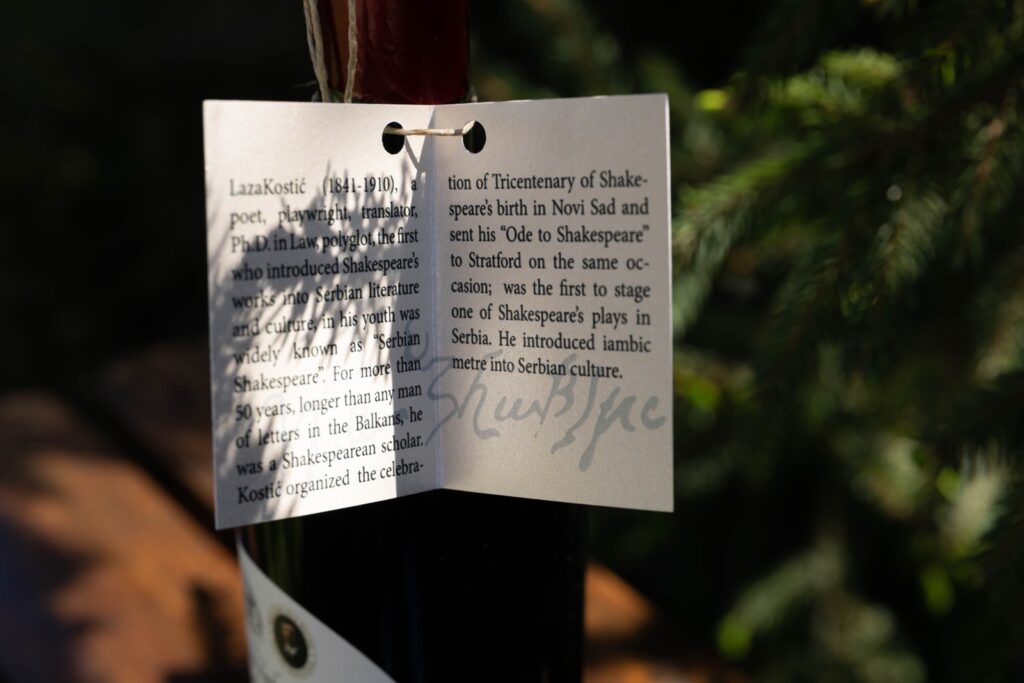 LazaKostić (1841-1910), a
poet, playwright, translator,
Ph.D. in Law, polyglot, the first
who introduced Shakespeare's
works into Serbian literature
and culture, in his youth was
widely known as "Serbian
Shakespeare". For more than
50 years, longer than any man
of letters in the Balkans, he
was a Shakespearean scholar.
Kostić organized the celebra-
tion of Tricentenary of Shake-
speare's birth in Novi Sad and
sent his "Ode to Shakespeare"
to Stratford on the same oc-
casion; was the first to stage
one of Shakespeare's plays in
Serbia. He introduced iambic
metre into Serbian culture.